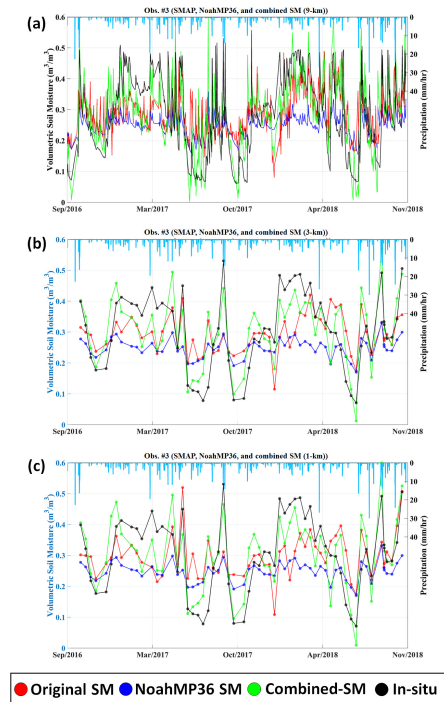 (a)
Obs. #3 (SMAP, NoahMP36, and combined SM (9-km))
Volumetric Soil Moisture (m³/m³)
0.6
0.5
0.4
0.3
0.2
0.1
0
Sep/2016
Mar/2017
Oct/2017
Apr/2018
Nov/2018
0
10
20
30
40
Precipitation (mm/hr)
(b)
Obs. #3 (SMAP, NoahMP36, and combined SM (3-km))
Volumetric Soil Moisture (m³/m³)
0.6
0.5
0.4
0.3
0.2
0.1
0
Sep/2016
Mar/2017
Oct/2017
Apr/2018
Nov/2018
0
10
20
30
40
Precipitation (mm/hr)
(c)
Obs. #3 (SMAP, NoahMP36, and combined SM (1-km))
Volumetric Soil Moisture (m³/m³)
0.6
0.5
0.4
0.3
0.2
0.1
0
Sep/2016
Mar/2017
Oct/2017
Apr/2018
Nov/2018
0
10
20
30
40
Precipitation (mm/hr)
Original SM NoahMP36 SM Combined-SM In-situ